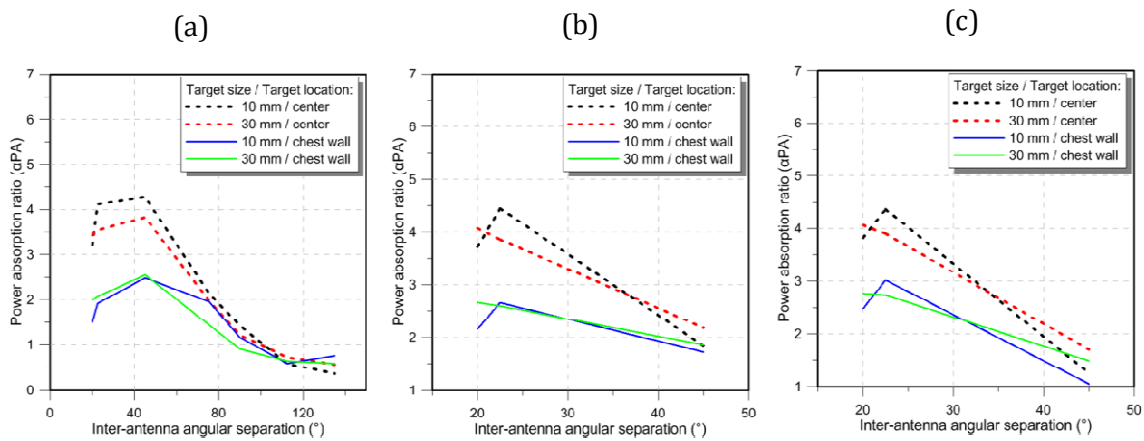 (a)
(b)
(c)
7
6
5
4
3
2
1
0
Power absorption ratio (αPA)
Target size / Target location:
10 mm / center
30 mm / center
10 mm / chest wall
30 mm / chest wall
0 40 80 120
Inter-antenna angular separation (°)
7
6
5
4
3
2
1
Power absorption ratio (αPA)
Target size / Target location:
10 mm / center
30 mm / center
10 mm / chest wall
30 mm / chest wall
20 30 40 50
Inter-antenna angular separation (°)
7
6
5
4
3
2
1
Power absorption ratio (αPA)
Target size / Target location:
10 mm / center
30 mm / center
10 mm / chest wall
30 mm / chest wall
20 30 40 50
Inter-antenna angular separation (°)